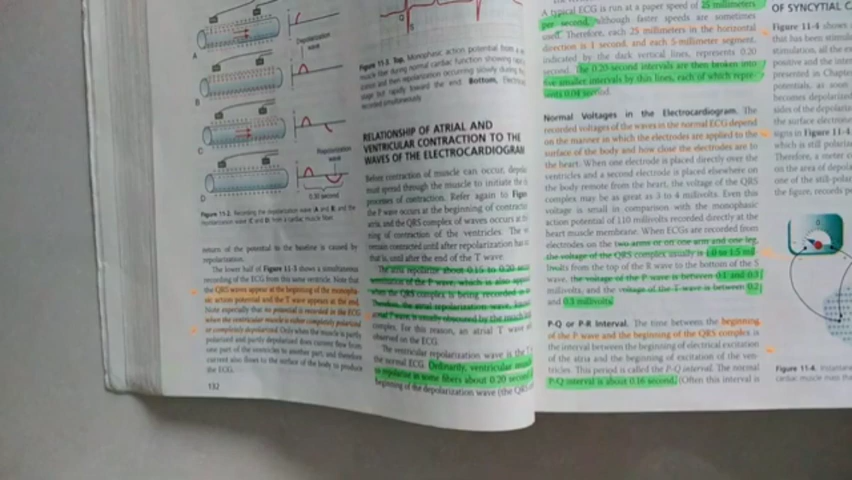 A
B
C
D
Depolarization
wave
Repolarization
wave
0.30 second
Figure 11-2. Recording the depolarization wave (A and B) and the
repolarization wave (C and D) from a cardiac muscle fiber.
return of the potential to the baseline is caused by
repolarization.
The lower half of Figure 11-3 shows a simultaneous
recording of the ECG from this same ventricle. Note that
the QRS waves appear at the beginning of the monopha-
sic action potential and the T wave appears at the end.
Note especially that no potential is recorded in the ECG
when the ventricular muscle is either completely polarized
or completely depolarized. Only when the muscle is partly
polarized and partly depolarized does current flow from
one part of the ventricles to another part, and therefore
current also flows to the surface of the body to produce
the ECG.
132
Q
S
Figure 11-3. Top, Monophasic action potential from a
muscle fiber during normal cardiac function showing
and then repolarization occurring slowly during the
stage but rapidly toward the end. Bottom,
recorded simultaneously.
RELATIONSHIP OF ATRIAL AND
VENTRICULAR CONTRACTION TO THE
WAVES OF THE ELECTROCARDIOGRAM
Before contraction of muscle can occur,
must spread through the muscle to initiate the
processes of contraction. Refer again to
the P wave occurs at the beginning of
atria, and the QRS complex of waves occurs at
ning of contraction of the ventricles. The
remain contracted until after repolarization has
that is, until after the end of the T wave.
The atria repolarize about 0.15 to 0.20
termination of the P wave, which is also
when the QRS complex is being recorded
Therefore, the atrial repolarization wave,
atrial T wave, is usually obscured by the much
complex. For this reason, an atrial T wave
observed on the ECG.
The ventricular repolarization wave is the T
the normal ECG. Ordinarily, ventricular
to repolarize in some fibers about 0.20 second
beginning of the depolarization wave (the
A typical ECG is run at a paper speed of 25 millimeters
per second, although faster speeds are sometimes
used. Therefore, each 25 millimeters in the horizontal
direction is 1 second, and each 5-millimeter segment,
indicated by the dark vertical lines, represents 0.20
second. The 0.20-second intervals are then broken into
five smaller intervals by thin lines, each of which repre-
sents 0.04 second.
Normal Voltages in the Electrocardiogram. The
recorded voltages of the waves in the normal ECG depend
on the manner in which the electrodes are applied to the
surface of the body and how close the electrodes are to
the heart. When one electrode is placed directly over the
ventricles and a second electrode is placed elsewhere on
the body remote from the heart, the voltage of the QRS
complex may be as great as 3 to 4 millivolts. Even this
voltage is small in comparison with the monophasic
action potential of 110 millivolts recorded directly at the
heart muscle membrane. When ECGs are recorded from
electrodes on the two arms or on one arm and one leg,
the voltage of the QRS complex usually is 1.0 to 1.5 mil-
livolts from the top of the R wave to the bottom of the S
wave, the voltage of the P wave is between 0.1 and 0.3
millivolts, and the voltage of the T wave is between 0.2
and 0.3 millivolts.
P-Q or P-R Interval. The time between the beginning
of the P wave and the beginning of the QRS complex is
the interval between the beginning of electrical excitation
of the atria and the beginning of excitation of the ven-
tricles. This period is called the P-Q interval. The normal
P-Q interval is about 0.16 second. (Often this interval is
OF SYNCYTIAL
Figure 11-4 shows
that has been
stimulation, all the
positive and the
presented in Chapter
potentials, as soon
becomes depolarized
sides of the
the surface
signs in Figure 11-4
which is still
Therefore, a meter
on the area of
one of the
the figure, records
0
Figure 11-4.
cardiac muscle mass